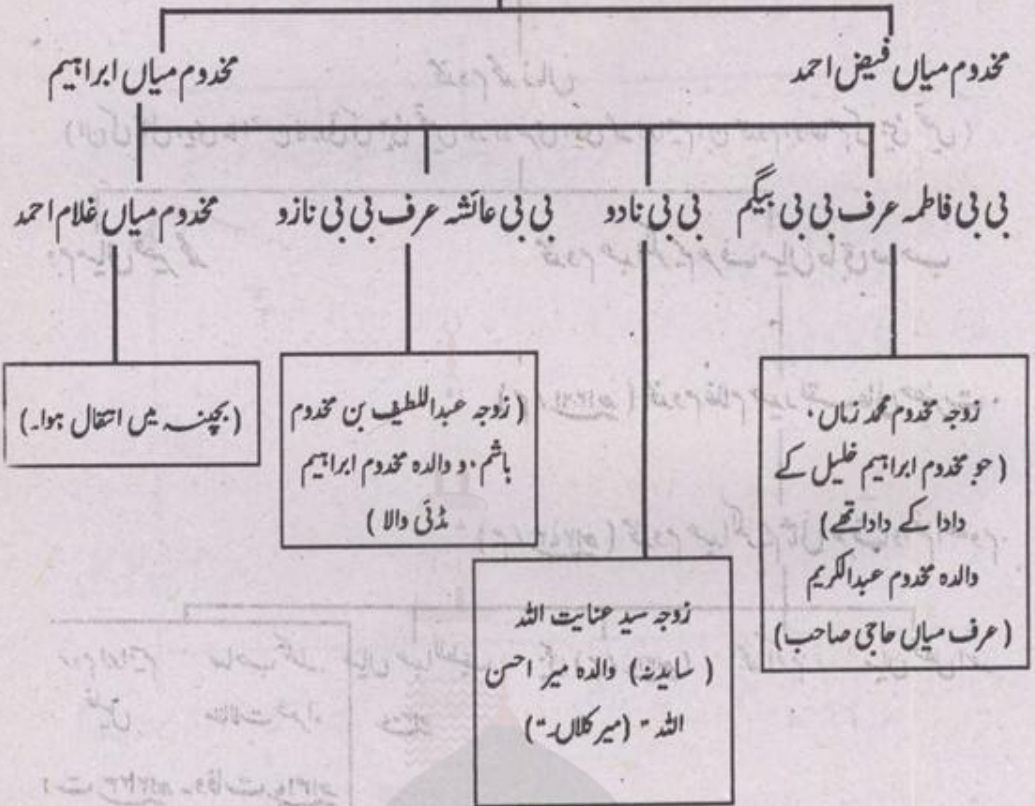 مخدوم میاں فیض احمد
مخدوم میاں ابراہیم
بی بی فاطمہ عرف بی بی بیگم
بی بی نادو
بی بی عائشہ عرف بی بی نازو
مخدوم میاں غلام احمد
زوجہ مخدوم محمد زماں۔
( جو مخدوم ابراہیم خلیل کے
دادا کے دادا تھے )
والدہ مخدوم عبدالکریم
(عرف میاں حاجی صاحب)
زوجہ سید عنایت اللہ
( سایدنہ ) والدہ میر احسن
اللہ " (میر کلاں۔")
( زوجہ عبداللطیف بن مخدوم
ہاشم۔ و والدہ مخدوم ابراہیم
مڈئی والا )
( بچپنہ میں انتقال ہوا۔)